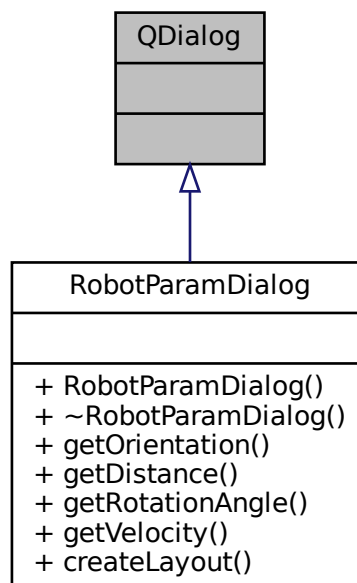 QDialog
RobotParamDialog
+ RobotParamDialog()
+ ~RobotParamDialog()
+ getOrientation()
+ getDistance()
+ getRotationAngle()
+ getVelocity()
+ createLayout()